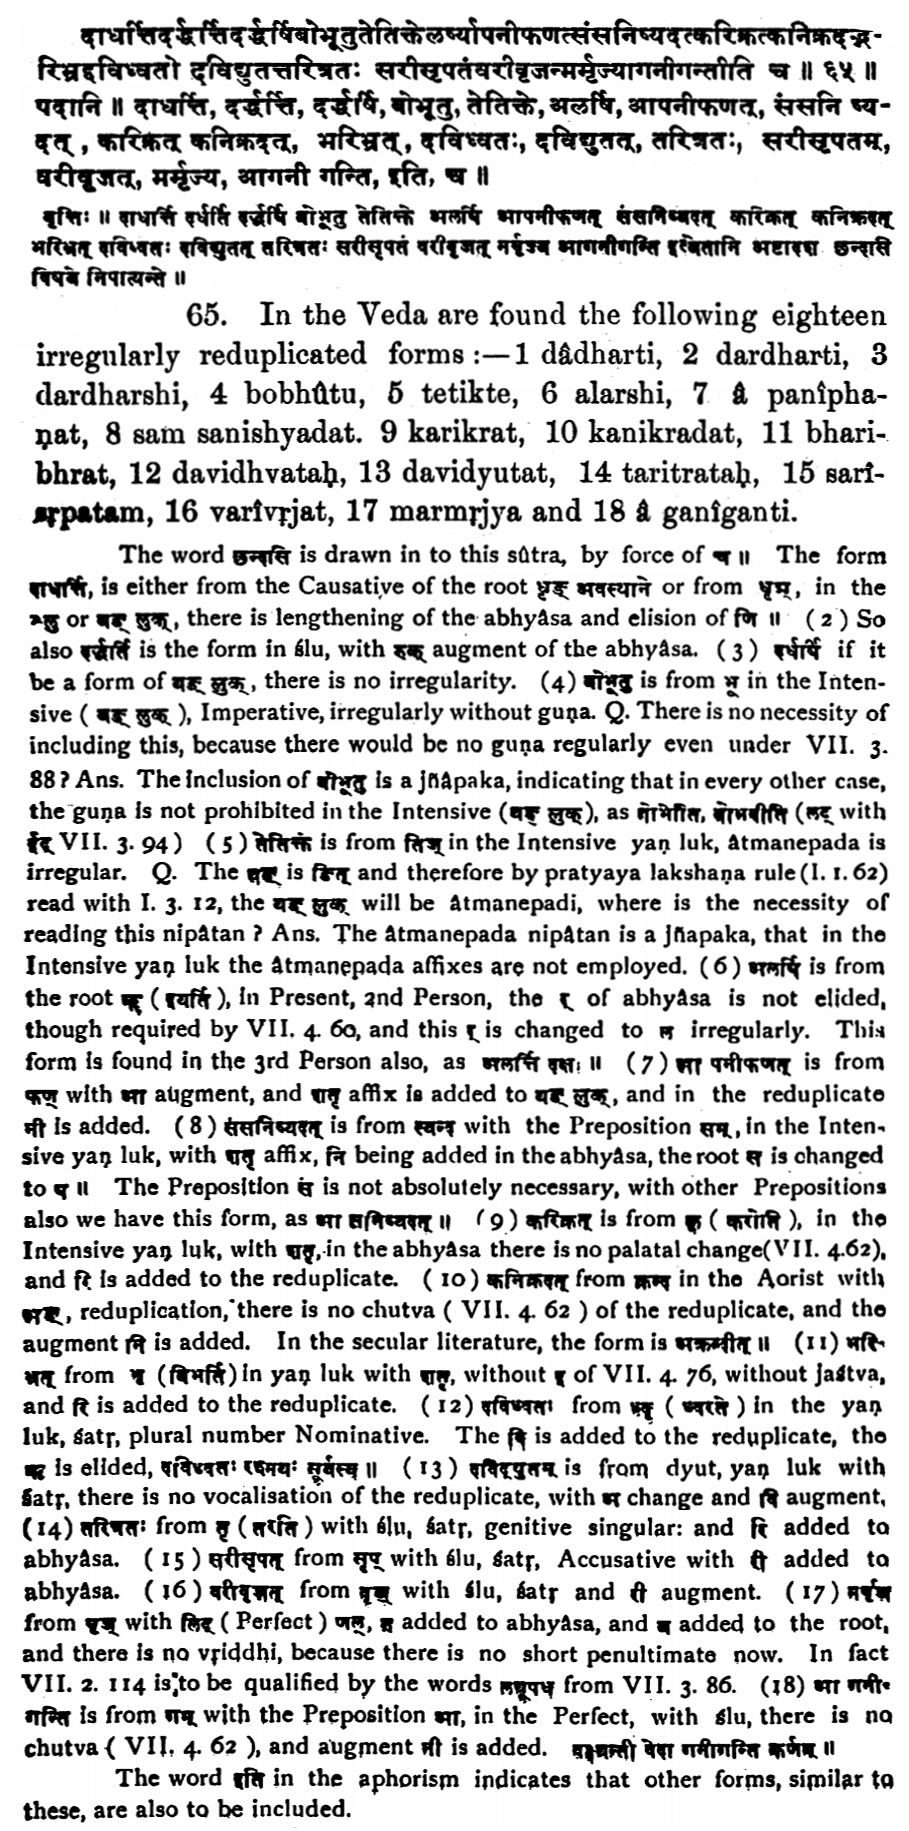 दाधर्त्तिदर्द्धर्त्तिदर्द्धर्षिबोभूतुतेतिक्तेलर्ष्यापनीफणत्संसनिष्यदत्करिक्रत्कनिक्रदद्भ-
रिभ्रद्दविध्वतो दविद्युतत्तरित्रतः सरीसृपतंवरीवृजन्मर्मृज्यागनीगन्तीति च ॥ ६५ ॥
पदानि ॥ दाधर्त्ति, दर्द्धर्त्ति, दर्द्धर्षि, बोभूतु, तेतिक्ते, अलर्षि, आपनीफणत्, संसनि ष्य-
दत्, करिक्रत् कनिक्रदत्, भरिभ्रत्, दविध्वतः, दविद्युतत्, तरित्रतः, सरीसृपतम्,
वरीवृजत्, मर्मृज्य, आगनी गन्ति, इति, च ॥
वृत्तिः ॥ दाधर्त्ति दर्धर्ति दर्द्धर्षि बोभूतु तेतिक्ते अलर्षि आपनीफणत् संसनिष्यदत् करिक्रत् कनिक्रदत्
भरिभ्रत् दविध्वतः दविद्युतत् तरित्रतः सरीसृपतं वरीवृजत् मर्मृज्य आगनीगन्ति इत्येतानि अष्टादश छन्दसि
विषये निपात्यन्ते ॥
65. In the Veda are found the following eighteen
irregularly reduplicated forms :—1 dâdharti, 2 dardharti, 3
dardharshi, 4 bobhûtu, 5 tetikte, 6 alarshi, 7 â panîpha-
ṇat, 8 sam sanishyadat. 9 karikrat, 10 kanikradat, 11 bhari-
bhrat, 12 davidhvataḥ, 13 davidyutat, 14 taritrataḥ, 15 sarî-
sṛpatam, 16 varîvṛjat, 17 marmṛjya and 18 â ganîganti.
The word छन्दसि is drawn in to this sûtra, by force of च ॥ The form
दाधर्त्ति, is either from the Causative of the root धृङ् अवस्थाने or from धृञ्, in the
श्लु or यङ् लुक्, there is lengthening of the abhyâsa and elision of णि ॥ (2) So
also दर्द्धर्ति is the form in ślu, with रुक् augment of the abhyâsa. (3) दर्धर्षि if it
be a form of यङ् लुक्, there is no irregularity. (4) बोभूतु is from भू in the Inten-
sive ( यङ् लुक् ), Imperative, irregularly without guṇa. Q. There is no necessity of
including this, because there would be no guṇa regularly even under VII. 3.
88? Ans. The inclusion of बोभूतु is a jñâpaka, indicating that in every other case,
the guṇa is not prohibited in the Intensive (यङ् लुक्), as बोभोति, बोभवीति (लट् with
ईट् VII. 3. 94) (5) तेतिक्ते is from तिज् in the Intensive yaṇ luk, Âtmanepada is
irregular. Q. The यङ् is ङित् and therefore by pratyaya lakshaṇa rule (I. 1. 62)
read with I. 3. 12, the यङ् लुक् will be âtmanepadi, where is the necessity of
reading this nipâtan ? Ans. The âtmanepada nipâtan is a jñapaka, that in the
Intensive yaṇ luk the âtmanepada affixes are not employed. (6) अलर्षि is from
the root ऋ ( इयर्ति ), in Present, 2nd Person, the र् of abhyâsa is not elided,
though required by VII. 4. 60, and this र् is changed to ल irregularly. This
form is found in the 3rd Person also, as अलर्त्ति दक्षः ॥ (7) आ पनीफणत् is from
फण् with आ augment, and शतृ affix is added to यङ् लुक्, and in the reduplicate
नी is added. (8) संसनिष्यदत् is from स्यन्द with the Preposition सम्, in the Inten-
sive yaṇ luk, with शतृ affix, नि being added in the abhyâsa, the root स is changed
to ष ॥ The Preposition सं is not absolutely necessary, with other Prepositions
also we have this form, as आ सनिष्यदत् ॥ (9) करिक्रत् is from कृ ( करोति ), in the
Intensive yaṇ luk, with शतृ, in the abhyâsa there is no palatal change(VII. 4.62),
and रि is added to the reduplicate. (10) कनिक्रदत् from क्रन्द in the Aorist with
अङ्, reduplication, there is no chutva ( VII. 4. 62 ) of the reduplicate, and the
augment नि is added. In the secular literature, the form is अक्रन्दीत् ॥ (11) भरि-
भ्रत् from भृ (बिभर्ति) in yaṇ luk with शतृ, without इ of VII. 4. 76, without jaśtva,
and रि is added to the reduplicate. (12) दविध्वतः from ध्वृ ( ध्वरते ) in the yaṇ
luk, śatṛ, plural number Nominative. The वि is added to the reduplicate, the
ऋ is elided, दविध्वतः रश्मयः सूर्यस्य ॥ (13) दविद्युतत् is from dyut, yaṇ luk with
śatṛ, there is no vocalisation of the reduplicate, with अ change and वि augment,
(14) तरित्रतः from तृ ( तरति ) with ślu, śatṛ, genitive singular: and रि added to
abhyâsa. (15) सरीसृपत् from सृप् with ślu, śatṛ, Accusative with री added to
abhyâsa. (16) वरीवृजत् from वृज् with ślu, śatṛ and री augment. (17) मर्मृज्य
from मृज् with लिट् ( Perfect ) णल्, रु added to abhyâsa, and य added to the root,
and there is no vṛiddhi, because there is no short penultimate now. In fact
VII. 2. 114 is to be qualified by the words लघूपध from VII. 3. 86. (18) आ गनी-
गन्ति is from गम् with the Preposition आ, in the Perfect, with ślu, there is no
chutva ( VII. 4. 62 ), and augment नी is added. वक्ष्यन्ती वेदा गनीगन्ति कर्णम् ॥
The word इति in the aphorism indicates that other forms, similar to
these, are also to be included.